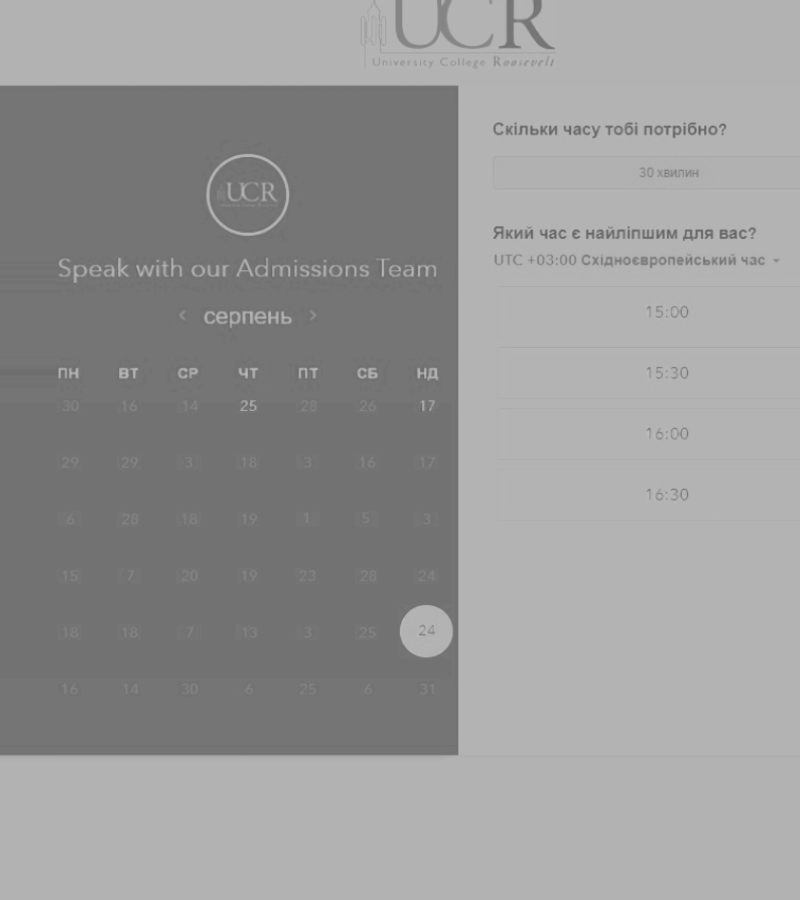 UCR
University College Roosevelt
UCR
Speak with our Admissions Team
серпень
ПН ВТ СР ЧТ ПТ СБ НД
30 16 14 25 28 26 17
29 29 3 18 3 16 17
6 28 18 19 1 5 3
15 7 20 19 23 28 24
18 18 7 13 3 25 24
16 14 30 6 25 6 31
Скільки часу тобі потрібно?
30 хвилин
Який час є найліпшим для вас?
UTC +03:00 Східноєвропейський час
15:00
15:30
16:00
16:30